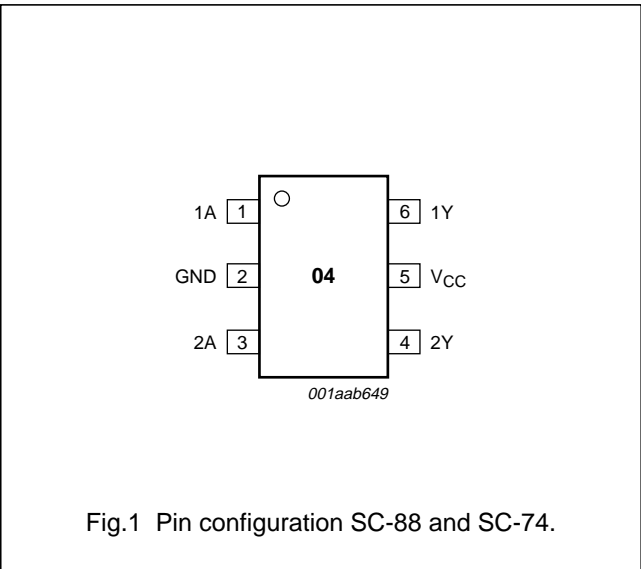 1A 1 6 1Y
GND 2 04 5 VCC
2A 3 4 2Y
001aab649
Fig.1 Pin configuration SC-88 and SC-74.